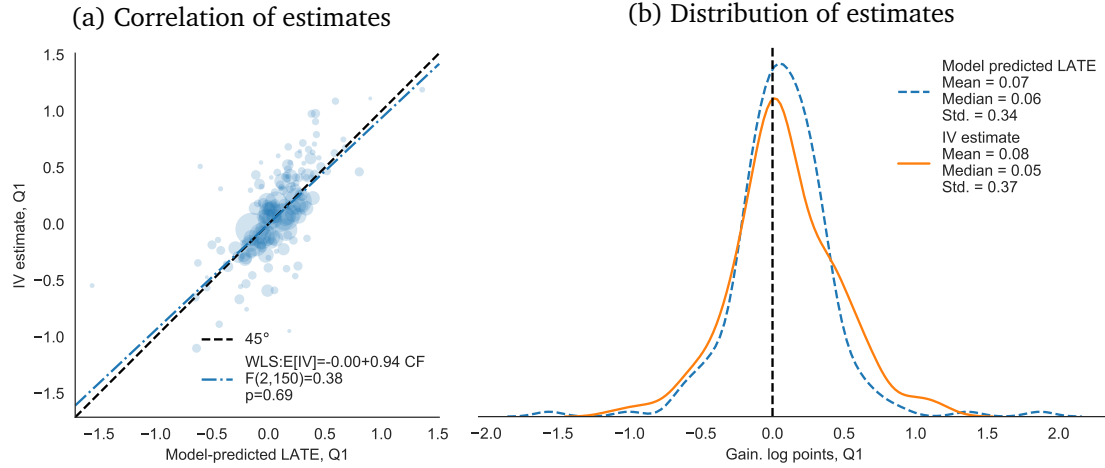 (a) Correlation of estimates
1.5
1.0
0.5
0.0
−0.5
−1.0
−1.5
IV estimate, Q1
45°
WLS:E[IV]=-0.00+0.94 CF
F(2,150)=0.38
p=0.69
−1.5 −1.0 −0.5 0.0 0.5 1.0 1.5
Model-predicted LATE, Q1
(b) Distribution of estimates
Model predicted LATE
Mean = 0.07
Median = 0.06
Std. = 0.34
IV estimate
Mean = 0.08
Median = 0.05
Std. = 0.37
−2.0 −1.5 −1.0 −0.5 0.0 0.5 1.0 1.5 2.0
Gain. log points, Q1